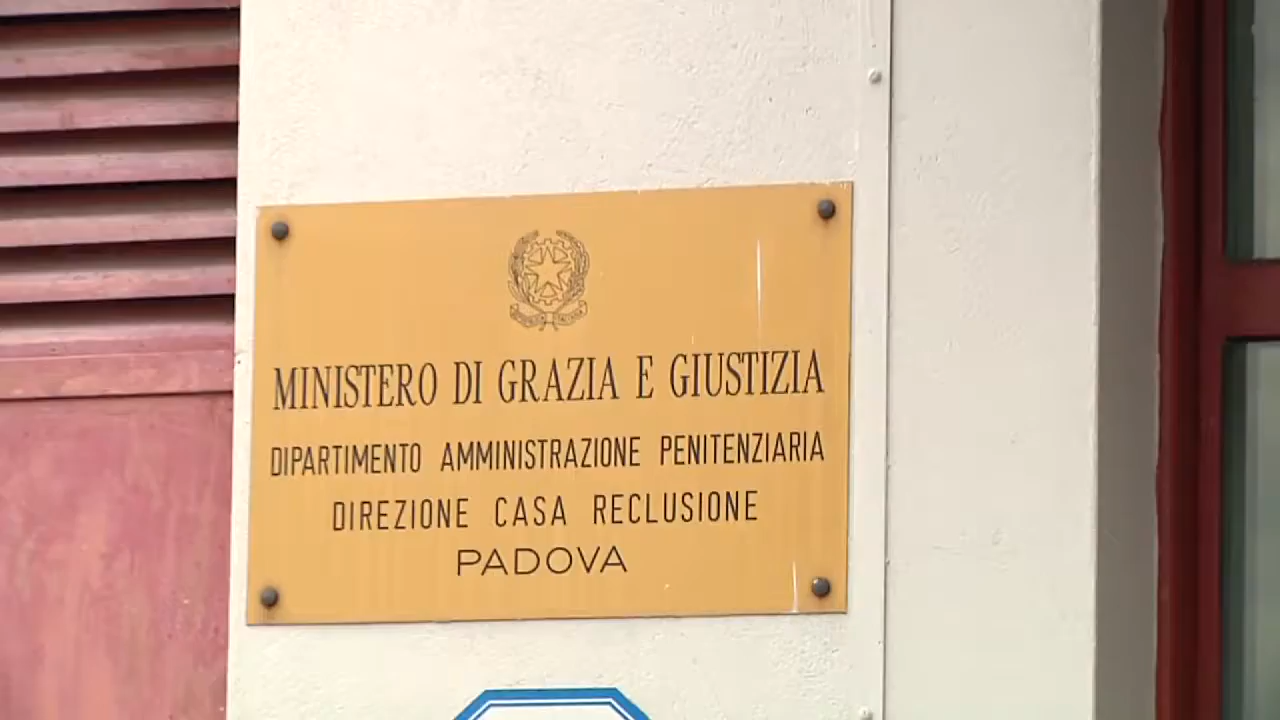 MINISTERO DI GRAZIA E GIUSTIZIA
DIPARTIMENTO AMMINISTRAZIONE PENITENZIARIA
DIREZIONE CASA RECLUSIONE
PADOVA